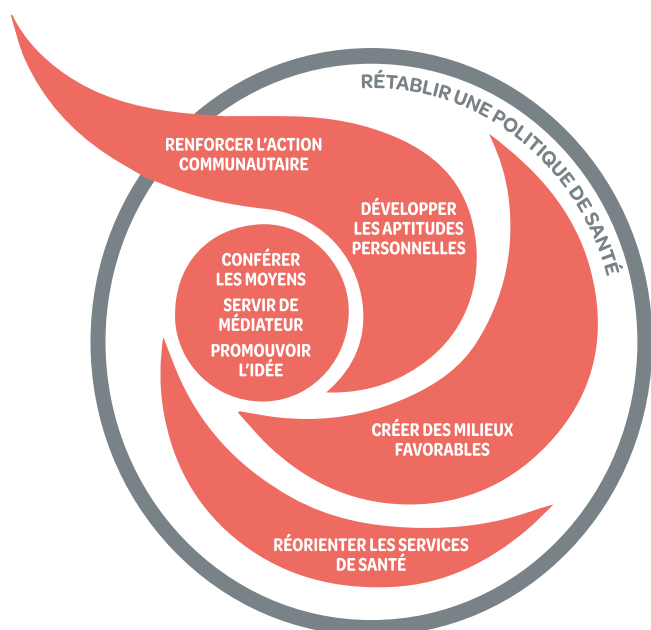 RÉTABLIR UNE POLITIQUE DE SANTÉ
RENFORCER L'ACTION
COMMUNAUTAIRE
DÉVELOPPER
LES APTITUDES
PERSONNELLES
CONFÉRER
LES MOYENS
SERVIR DE
MÉDIATEUR
PROMOUVOIR
L'IDÉE
CRÉER DES MILIEUX
FAVORABLES
RÉORIENTER LES SERVICES
DE SANTÉ